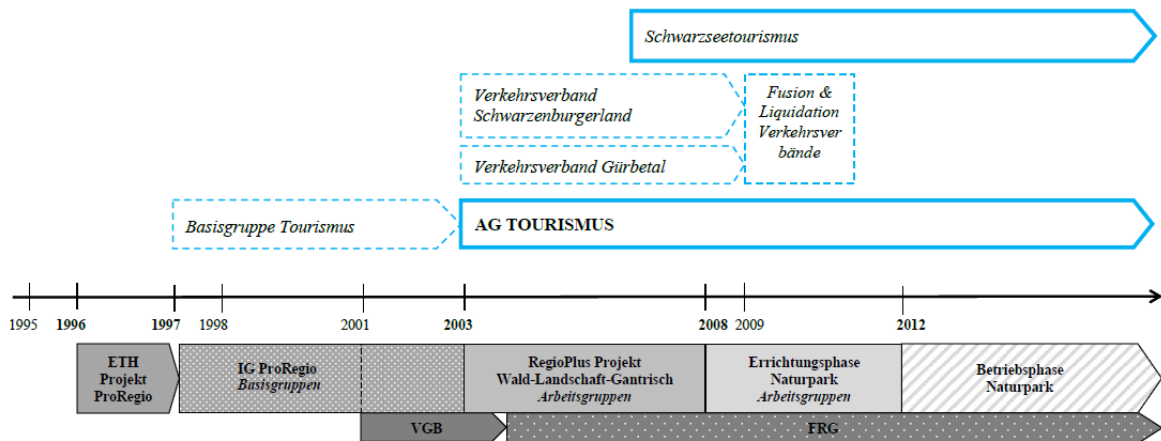 Schwarzseetourismus
Verkehrsverband
Schwarzenburgerland
Fusion &
Liquidation
Verkehrsver
bände
Verkehrsverband Gürbetal
Basisgruppe Tourismus
AG TOURISMUS
1995
1996
1997
1998
2001
2003
2008
2009
2012
ETH
Projekt
ProRegio
IG ProRegio
Basisgruppen
RegioPlus Projekt
Wald-Landschaft-Gantrisch
Arbeitsgruppen
Errichtungsphase
Naturpark
Arbeitsgruppen
Betriebsphase
Naturpark
VGB
FRG